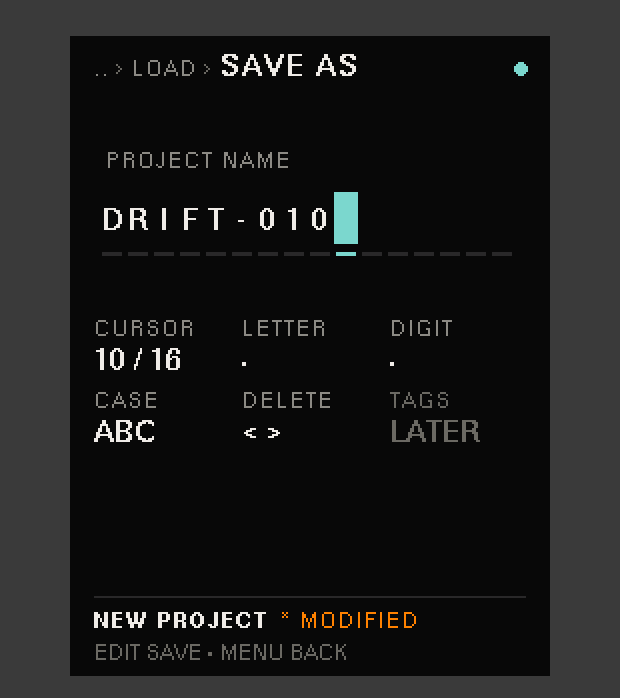 .. > LOAD > SAVE AS
PROJECT NAME
DRIFT-010
CURSOR LETTER DIGIT
10 / 16 . .
CASE DELETE TAGS
ABC < > LATER
NEW PROJECT * MODIFIED
EDIT SAVE • MENU BACK